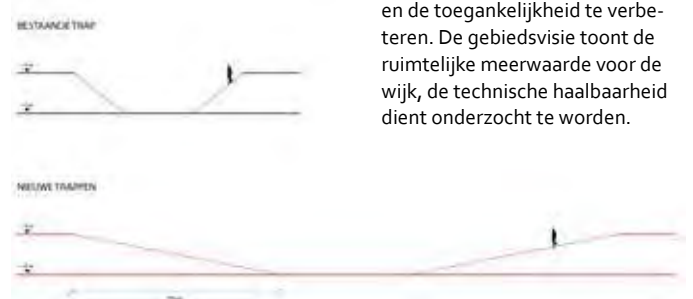 en de toegankelijkheid te verbe-
teren. De gebiedsvisie toont de
ruimtelijke meerwaarde voor de
wijk, de technische haalbaarheid
dient onderzocht te worden.
BESTAANDE TRAP
NIEUWE TRAPPEN